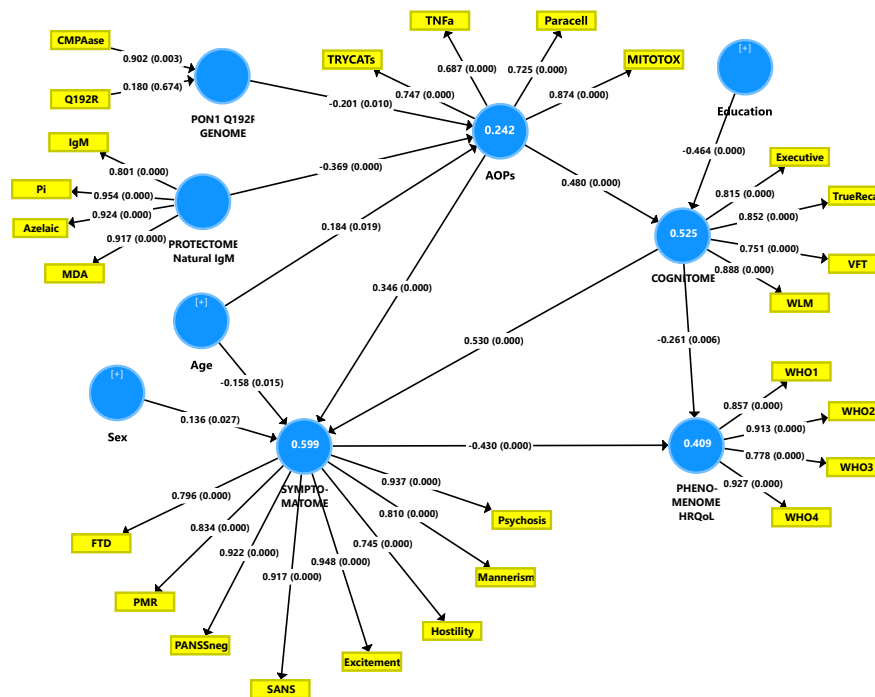 TNFa
Paracell
CMPAase
TRYCATs
MITOTOX
[+]
0.902 (0.003)
0.687 (0.000)
0.725 (0.000)
0.747 (0.000)
0.874 (0.000)
0.180 (0.674)
Q192R
-0.201 (0.010)
Education
PON1 Q192R
GENOME
0.242
IgM
-0.464 (0.000)
Executive
0.801 (0.000)
-0.369 (0.000)
AOPs
0.480 (0.000)
0.815 (0.000)
Pi
0.954 (0.000)
TrueReca
0.852 (0.000)
0.924 (0.000)
Azelaic
0.917 (0.000)
PROTECTOME
Natural IgM
0.184 (0.019)
0.525
0.751 (0.000)
VFT
MDA
COGNITOME
0.888 (0.000)
WLM
[+]
0.346 (0.000)
0.530 (0.000)
-0.261 (0.006)
Age
[+]
-0.158 (0.015)
WHO1
0.857 (0.000)
0.136 (0.027)
WHO2
0.913 (0.000)
Sex
0.599
-0.430 (0.000)
0.409
0.778 (0.000)
WHO3
0.927 (0.000)
SYMPTO-
MATOME
0.937 (0.000)
PHENO-
MENOME
HRQoL
WHO4
0.796 (0.000)
0.810 (0.000)
Psychosis
0.834 (0.000)
0.745 (0.000)
FTD
0.922 (0.000)
0.948 (0.000)
0.917 (0.000)
Mannerism
PMR
Hostility
PANSSneg
Excitement
SANS